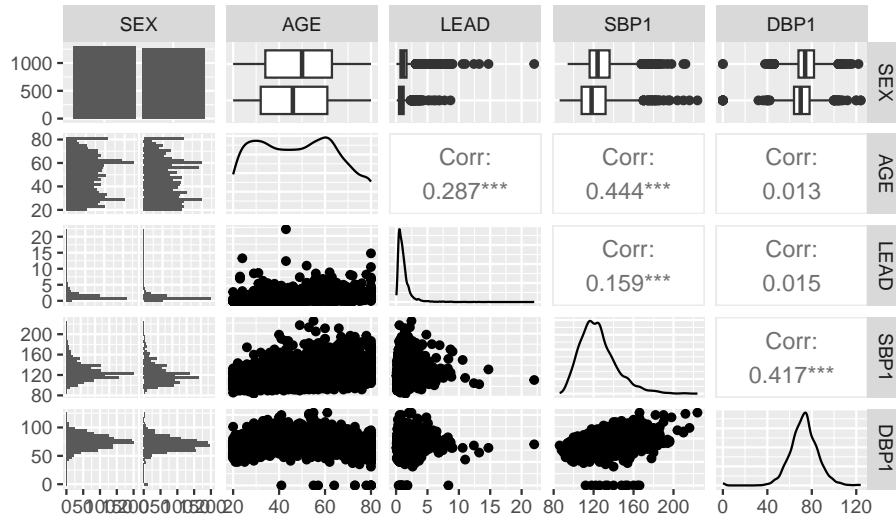 SEX AGE LEAD SBP1 DBP1
1000
500
0
SEX
80
60
40
20
Corr:
0.287***
Corr:
0.444***
Corr:
0.013
AGE
20
15
10
5
0
Corr:
0.159***
Corr:
0.015
LEAD
200
160
120
80
Corr:
0.417***
SBP1
100
50
0
DBP1
20 40 60 80 0 5 10 15 20 80 120 160 200 0 40 80 120